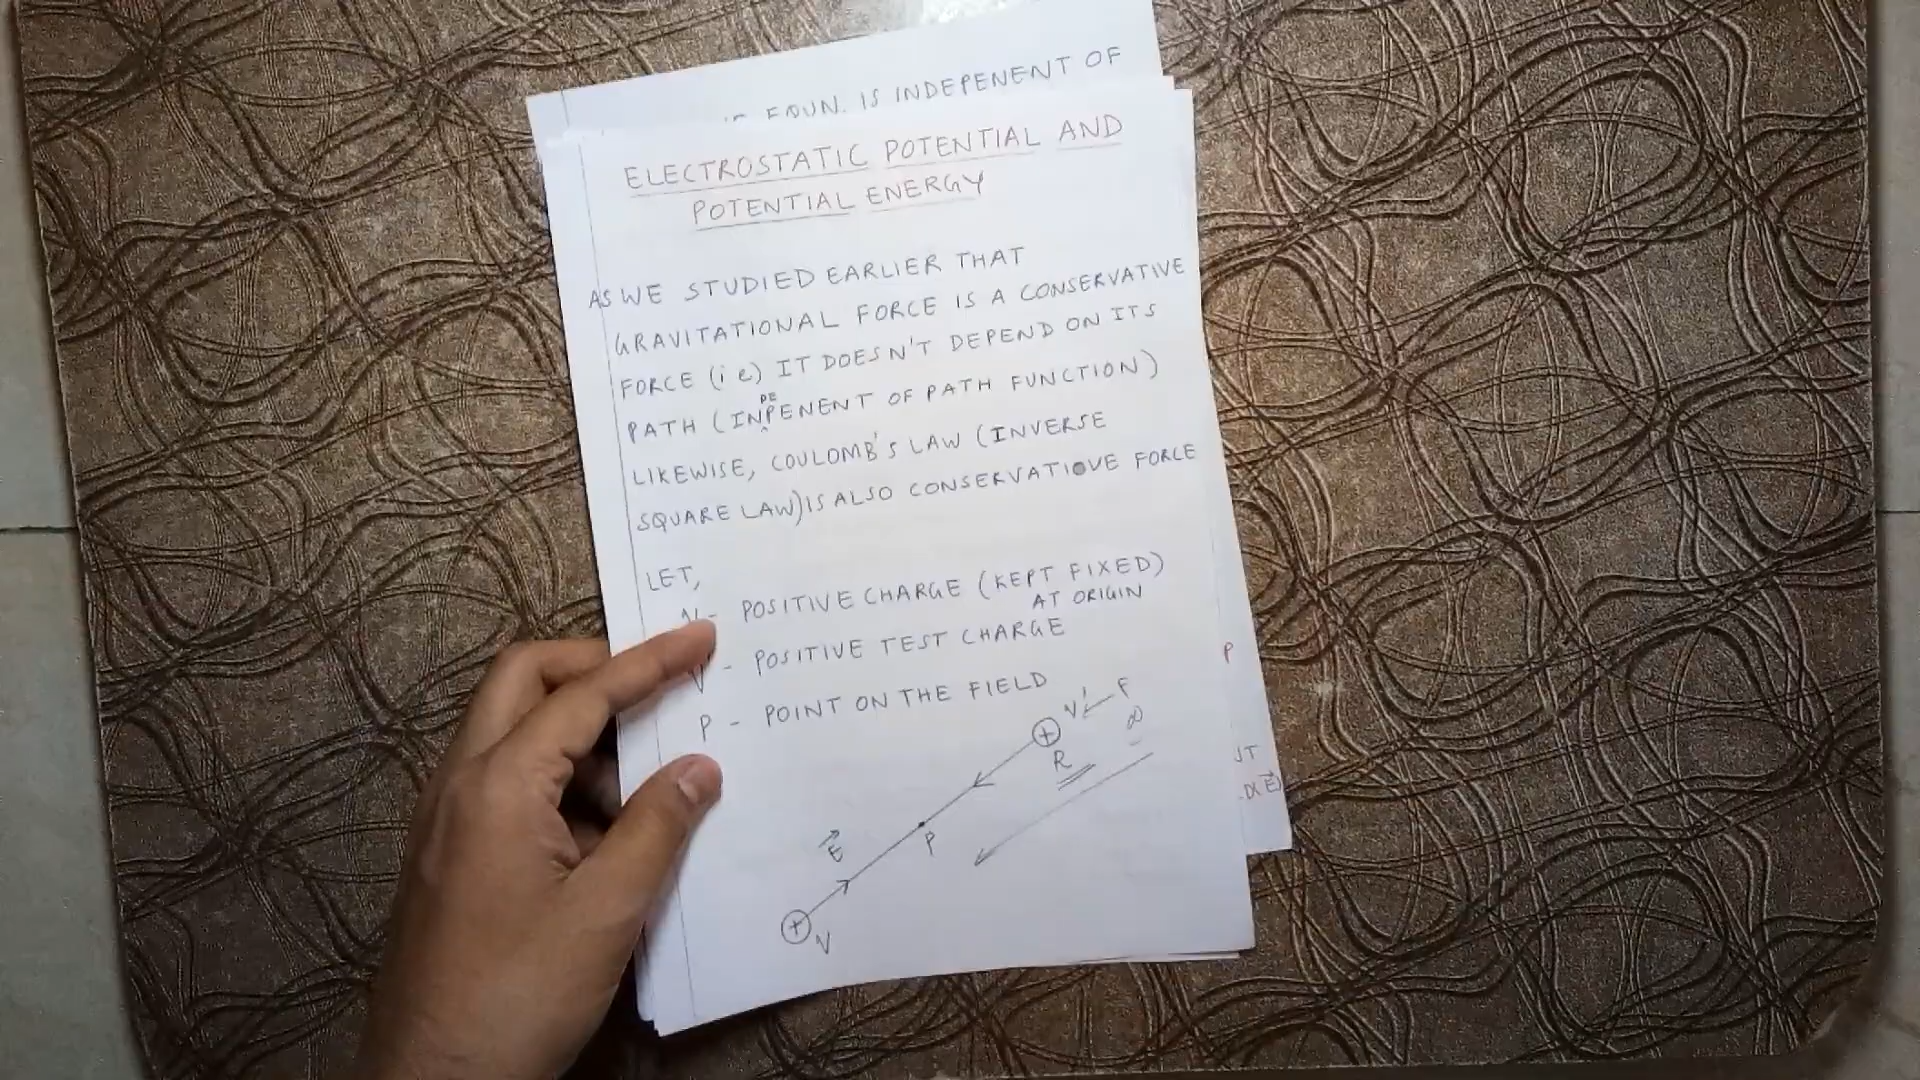 EQUN. IS INDEPENENT OF
ELECTROSTATIC POTENTIAL AND
POTENTIAL ENERGY
AS WE STUDIED EARLIER THAT
GRAVITATIONAL FORCE IS A CONSERVATIVE
FORCE (i e) IT DOESN'T DEPEND ON ITS
DE
PATH (INPENENT OF PATH FUNCTION)
LIKEWISE, COULOMB'S LAW (INVERSE
SQUARE LAW) IS ALSO CONSERVATIVE FORCE
LET,
- POSITIVE CHARGE (KEPT FIXED)
AT ORIGIN
- POSITIVE TEST CHARGE
P - POINT ON THE FIELD
P
V' F
∞
+
R
E
P
+
V